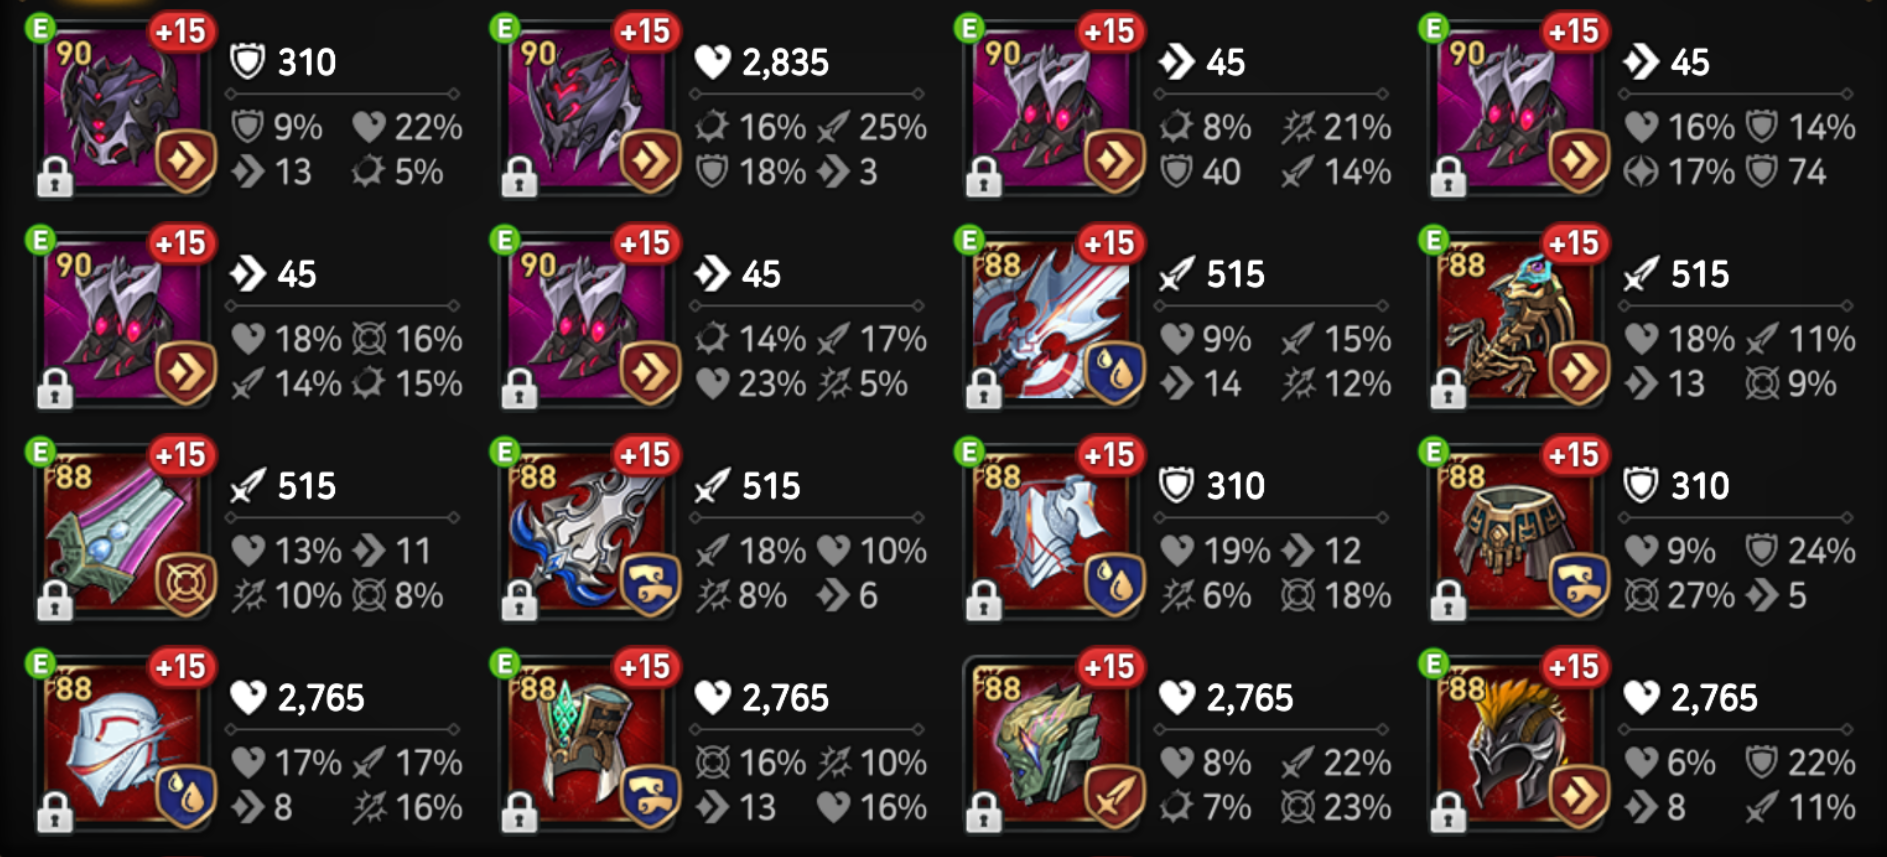 E 90 +15 310
9% 22%
13 5%
E 90 +15 2,835
16% 25%
18% 3
E 90 +15 45
8% 21%
40 14%
E 90 +15 45
16% 14%
17% 74
E 90 +15 45
18% 16%
14% 15%
E 90 +15 45
14% 17%
23% 5%
E 88 +15 515
9% 15%
14 12%
E 88 +15 515
18% 11%
13 9%
E 88 +15 515
13% 11
10% 8%
E 88 +15 515
18% 10%
8% 6
E 88 +15 310
19% 12
6% 18%
E 88 +15 310
9% 24%
27% 5
E 88 +15 2,765
17% 17%
8 16%
E 88 +15 2,765
16% 10%
13 16%
88 +15 2,765
8% 22%
7% 23%
E 88 +15 2,765
6% 22%
8 11%